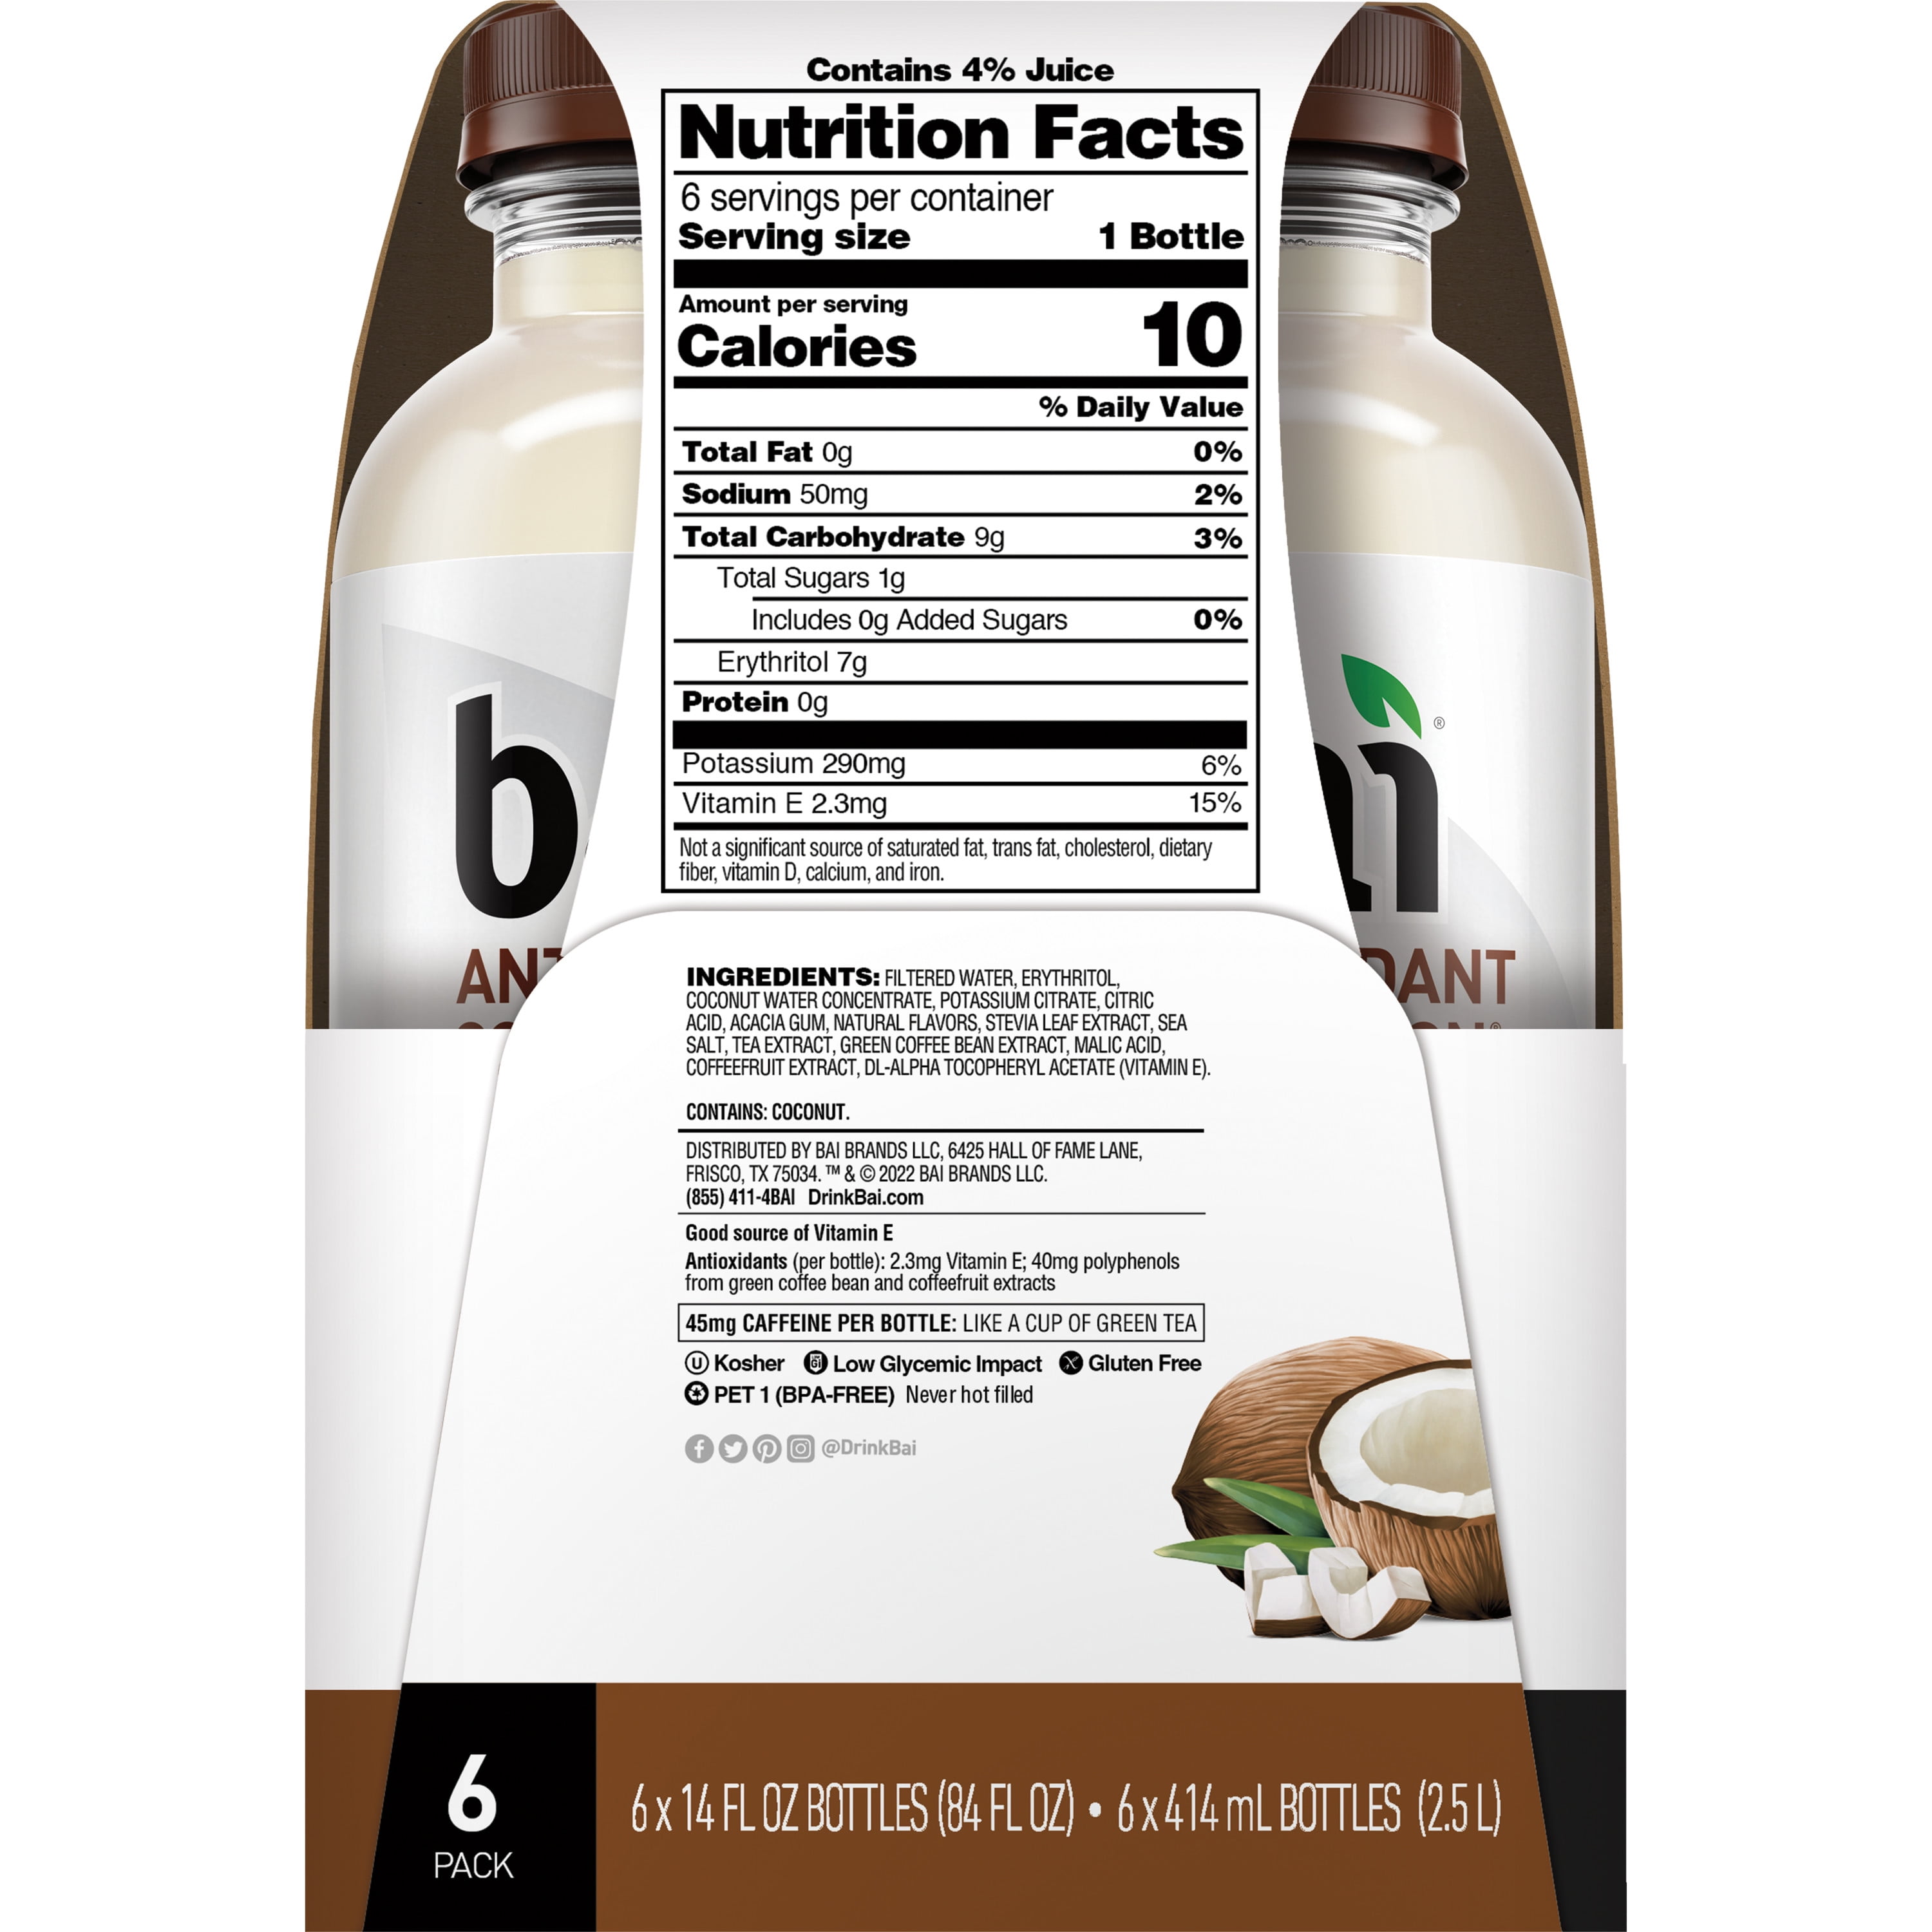 Contains 4% Juice
Nutrition Facts
6 servings per container
Serving size 1 Bottle
Amount per serving
Calories 10
% Daily Value
Total Fat 0g 0%
Sodium 50mg 2%
Total Carbohydrate 9g 3%
Total Sugars 1g
Includes 0g Added Sugars 0%
Erythritol 7g
Protein 0g
Potassium 290mg 6%
Vitamin E 2.3mg 15%
Not a significant source of saturated fat, trans fat, cholesterol, dietary
fiber, vitamin D, calcium, and iron.
INGREDIENTS: FILTERED WATER, ERYTHRITOL,
COCONUT WATER CONCENTRATE, POTASSIUM CITRATE, CITRIC
ACID, ACACIA GUM, NATURAL FLAVORS, STEVIA LEAF EXTRACT, SEA
SALT, TEA EXTRACT, GREEN COFFEE BEAN EXTRACT, MALIC ACID,
COFFEEFRUIT EXTRACT, DL-ALPHA TOCOPHERYL ACETATE (VITAMIN E).
CONTAINS: COCONUT.
DISTRIBUTED BY BAI BRANDS LLC, 6425 HALL OF FAME LANE,
FRISCO, TX 75034. ™ & © 2022 BAI BRANDS LLC.
(855) 411-4BAI DrinkBai.com
Good source of Vitamin E
Antioxidants (per bottle): 2.3mg Vitamin E; 40mg polyphenols
from green coffee bean and coffeefruit extracts
45mg CAFFEINE PER BOTTLE: LIKE A CUP OF GREEN TEA
U Kosher Low Glycemic Impact Gluten Free
PET 1 (BPA-FREE) Never hot filled
@DrinkBai
6
PACK
6 x 14 FL OZ BOTTLES (84 FL OZ) • 6 x 414 mL BOTTLES (2.5 L)